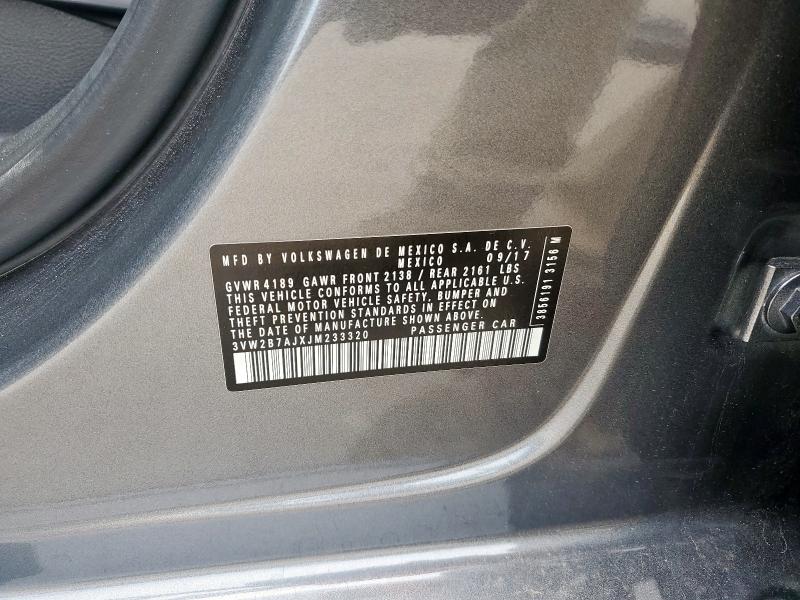 MFD BY VOLKSWAGEN DE MEXICO S.A. DE C.V.
MEXICO 09/17
GVWR 4189 GAWR FRONT 2138 / REAR 2161 LBS
THIS VEHICLE CONFORMS TO ALL APPLICABLE U.S.
FEDERAL MOTOR VEHICLE SAFETY, BUMPER AND
THEFT PREVENTION STANDARDS IN EFFECT ON
THE DATE OF MANUFACTURE SHOWN ABOVE.
3VW2B7AJXJM233320 PASSENGER CAR
3856191 3156 M